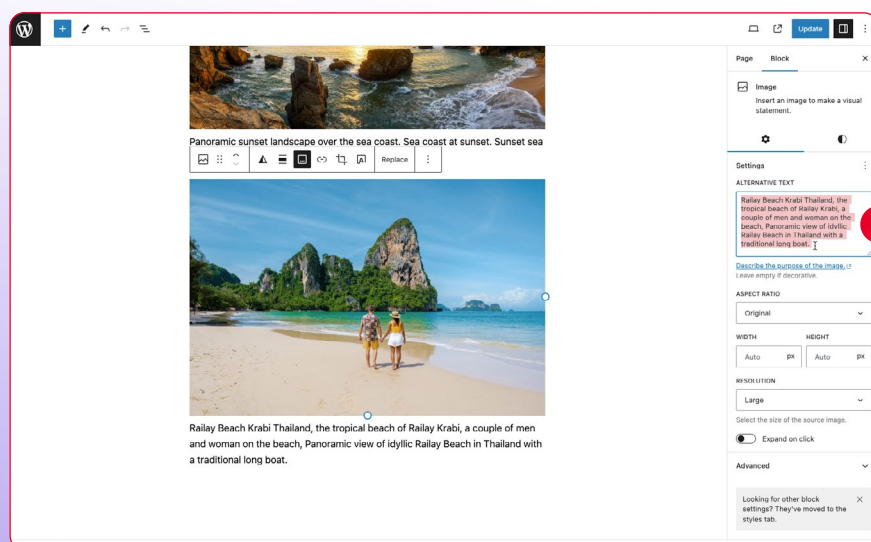 Update
Page Block
Image
Insert an image to make a visual
statement.
Panoramic sunset landscape over the sea coast. Sea coast at sunset. Sunset sea
Replace
Settings
ALTERNATIVE TEXT
Railay Beach Krabi Thailand, the
tropical beach of Railay Krabi, a
couple of men and woman on the
beach, Panoramic view of idyllic
Railay Beach in Thailand with a
traditional long boat.
Describe the purpose of the image.
Leave empty if decorative.
ASPECT RATIO
Original
WIDTH HEIGHT
Auto px Auto px
RESOLUTION
Large
Select the size of the source image.
Expand on click
Railay Beach Krabi Thailand, the tropical beach of Railay Krabi, a couple of men
and woman on the beach, Panoramic view of idyllic Railay Beach in Thailand with
a traditional long boat.
Advanced
Looking for other block
settings? They've moved to the
styles tab.